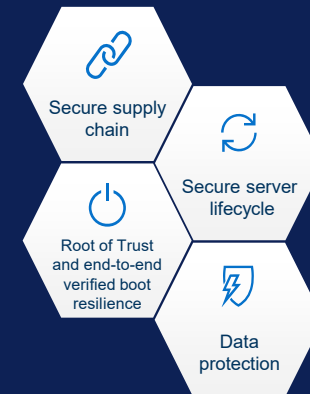 Secure supply
chain
Secure server
lifecycle
Root of Trust
and end-to-end
verified boot
resilience
Data
protection